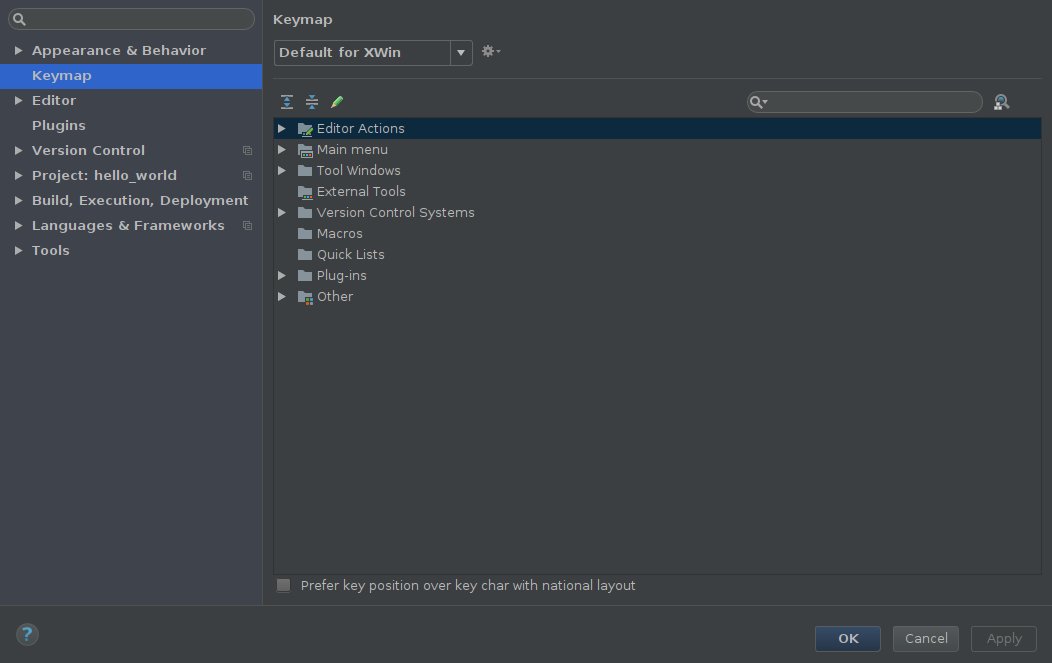 Appearance & Behavior
Keymap
Editor
Plugins
Version Control
Project: hello_world
Build, Execution, Deployment
Languages & Frameworks
Tools
Keymap
Default for XWin
Editor Actions
Main menu
Tool Windows
External Tools
Version Control Systems
Macros
Quick Lists
Plug-ins
Other
Prefer key position over key char with national layout
?
OK
Cancel
Apply